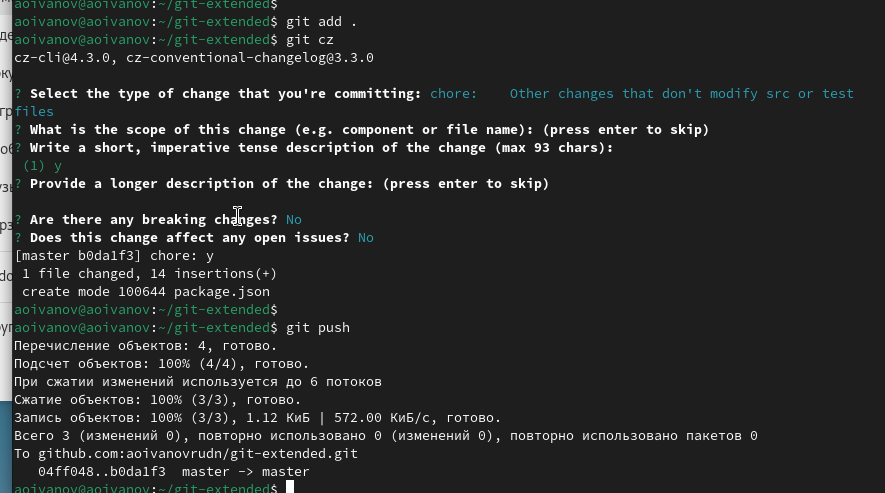 aoivanov@aoivanov:~/git-extended$
aoivanov@aoivanov:~/git-extended$ git add .
aoivanov@aoivanov:~/git-extended$ git cz
cz-cli@4.3.0, cz-conventional-changelog@3.3.0
? Select the type of change that you're committing: chore:    Other changes that don't modify src or test
files
? What is the scope of this change (e.g. component or file name): (press enter to skip)
? Write a short, imperative tense description of the change (max 93 chars):
(1) y
? Provide a longer description of the change: (press enter to skip)
? Are there any breaking changes? No
? Does this change affect any open issues? No
[master b0da1f3] chore: y
1 file changed, 14 insertions(+)
create mode 100644 package.json
aoivanov@aoivanov:~/git-extended$
aoivanov@aoivanov:~/git-extended$ git push
Перечисление объектов: 4, готово.
Подсчет объектов: 100% (4/4), готово.
При сжатии изменений используется до 6 потоков
Сжатие объектов: 100% (3/3), готово.
Запись объектов: 100% (3/3), 1.12 КиБ | 572.00 КиБ/с, готово.
Всего 3 (изменений 0), повторно использовано 0 (изменений 0), повторно использовано пакетов 0
To github.com:aoivanovrudn/git-extended.git
04ff048..b0da1f3  master -> master
aoivanov@aoivanov:~/git-extended$